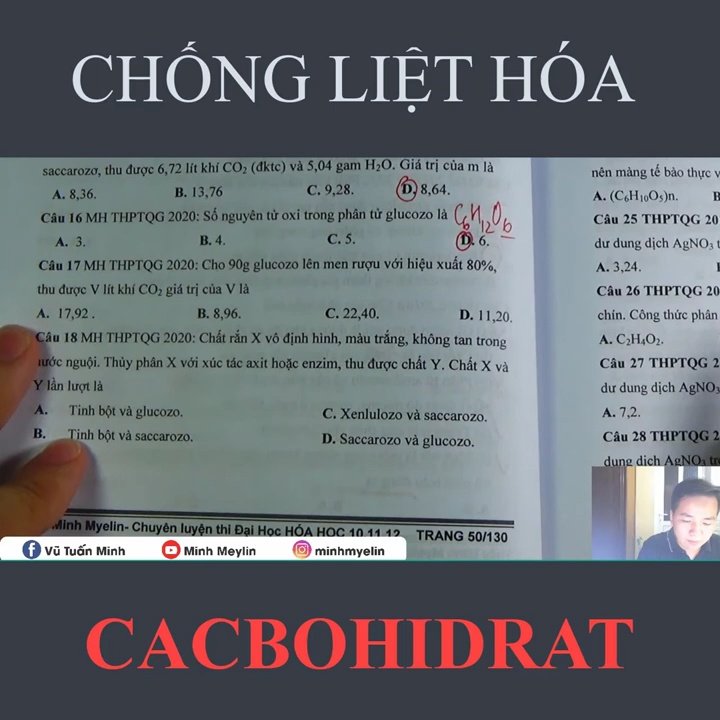 CHỐNG LIỆT HÓA
saccarozơ, thu được 6,72 lít khí CO₂ (đktc) và 5,04 gam H₂O. Giá trị của m là
A. 8,36. B. 13,76 C. 9,28. D. 8,64.
Câu 16 MH THPTQG 2020: Số nguyên tử oxi trong phân tử glucozo là C₆H₁₂O₆
A. 3. B. 4. C. 5. D. 6.
Câu 17 MH THPTQG 2020: Cho 90g glucozo lên men rượu với hiệu xuất 80%,
thu được V lít khí CO₂ giá trị của V là
A. 17,92 . B. 8,96. C. 22,40. D. 11,20.
Câu 18 MH THPTQG 2020: Chất rắn X vô định hình, màu trắng, không tan trong
nước nguội. Thủy phân X với xúc tác axit hoặc enzim, thu được chất Y. Chất X và
Y lần lượt là
A. Tinh bột và glucozo. C. Xenlulozo và saccarozo.
B. Tinh bột và saccarozo. D. Saccarozo và glucozo.
Minh Myelin- Chuyên luyện thi Đại Học HÓA HỌC 10,11,12 TRANG 50/130
nên màng tế bào thực v
A. (C₆H₁₀O₅)n. B
Câu 25 THPTQG 20
dư dung dịch AgNO₃ t
A. 3,24.
Câu 26 THPTQG 20
chín. Công thức phân
A. C₂H₄O₂.
Câu 27 THPTQG 2
dư dung dịch AgNO₃
A. 7,2.
Câu 28 THPTQG 2
dung dịch AgNO₃ tr
Vũ Tuấn Minh Minh Meylin minhmyelin
CACBOHIDRAT